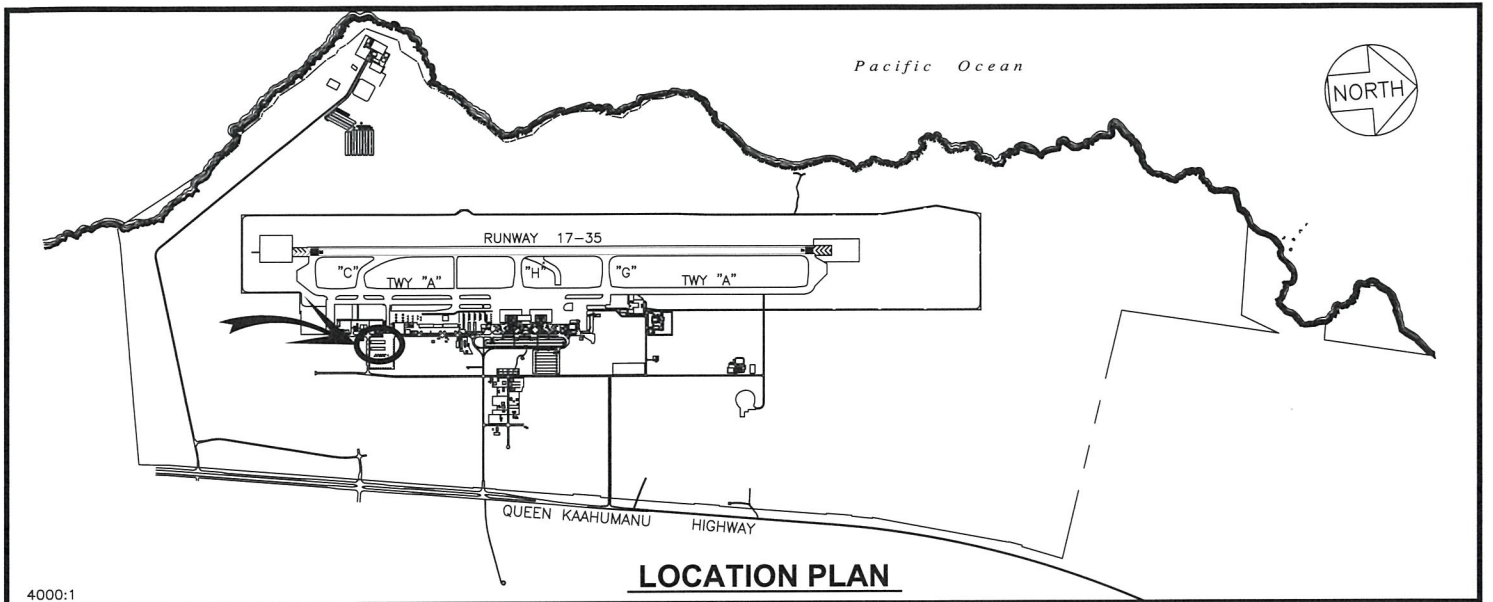 Pacific Ocean
NORTH
RUNWAY 17-35
"C"
TWY "A"
"H"
"G"
TWY "A"
QUEEN KAAHUMANU HIGHWAY
LOCATION PLAN
4000:1